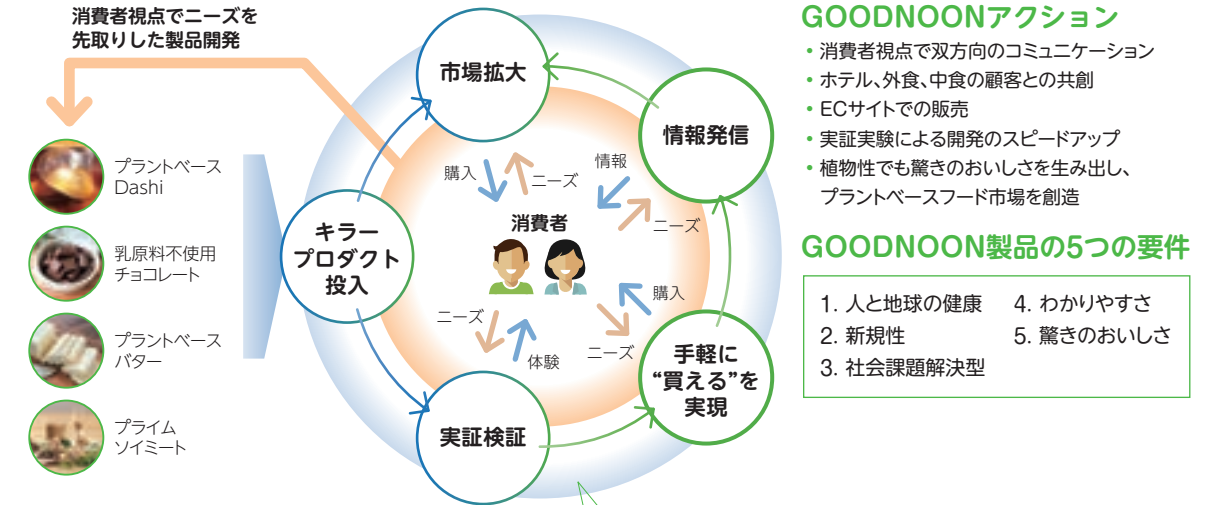 消費者視点でニーズを
先取りした製品開発
プラントベース
Dashi
乳原料不使用
チョコレート
プラントベース
バター
プライム
ソイミート
キラー
プロダクト
投入
市場拡大
情報発信
手軽に
“買える”を
実現
実証検証
購入
ニーズ
情報
ニーズ
消費者
購入
ニーズ
ニーズ
体験
GOODNOONアクション
・消費者視点で双方向のコミュニケーション
・ホテル、外食、中食の顧客との共創
・ECサイトでの販売
・実証実験による開発のスピードアップ
・植物性でも驚きのおいしさを生み出し、
プラントベースフード市場を創造
GOODNOON製品の5つの要件
1. 人と地球の健康
2. 新規性
3. 社会課題解決型
4. わかりやすさ
5. 驚きのおいしさ